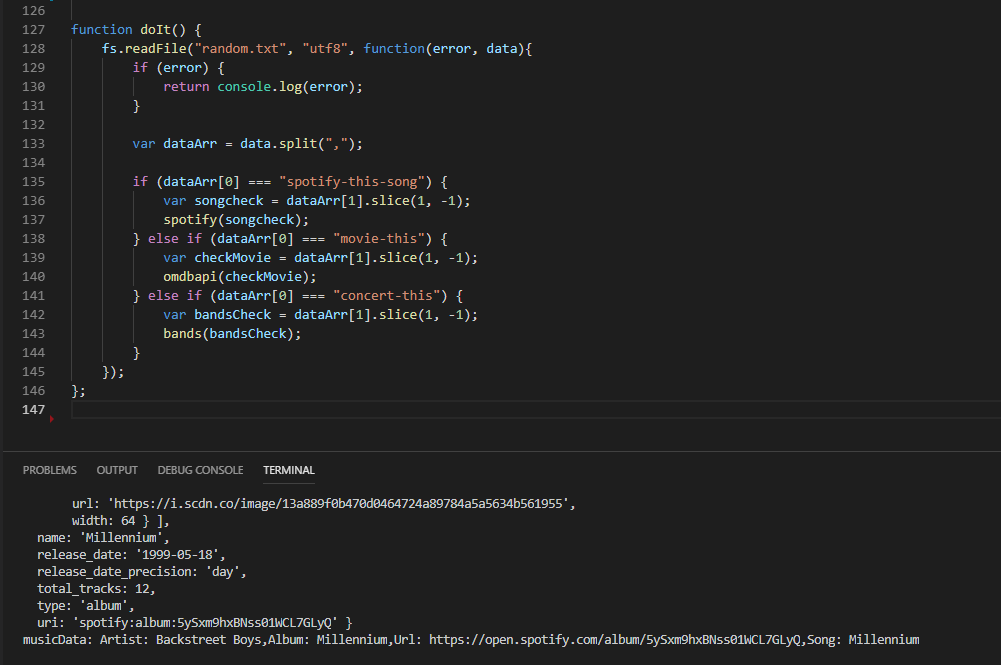 126
127 function doIt() {
128 fs.readFile("random.txt", "utf8", function(error, data){
129 if (error) {
130 return console.log(error);
131 }
132
133 var dataArr = data.split(",");
134
135 if (dataArr[0] === "spotify-this-song") {
136 var songcheck = dataArr[1].slice(1, -1);
137 spotify(songcheck);
138 } else if (dataArr[0] === "movie-this") {
139 var checkMovie = dataArr[1].slice(1, -1);
140 omdbapi(checkMovie);
141 } else if (dataArr[0] === "concert-this") {
142 var bandsCheck = dataArr[1].slice(1, -1);
143 bands(bandsCheck);
144 }
145 });
146 };
147
PROBLEMS OUTPUT DEBUG CONSOLE TERMINAL
url: 'https://i.scdn.co/image/13a889f0b470d0464724a89784a5a5634b561955',
width: 64 } ],
name: 'Millennium',
release_date: '1999-05-18',
release_date_precision: 'day',
total_tracks: 12,
type: 'album',
uri: 'spotify:album:5ySxm9hxBNss01WCL7GLyQ' }
musicData: Artist: Backstreet Boys,Album: Millennium,Url: https://open.spotify.com/album/5ySxm9hxBNss01WCL7GLyQ,Song: Millennium